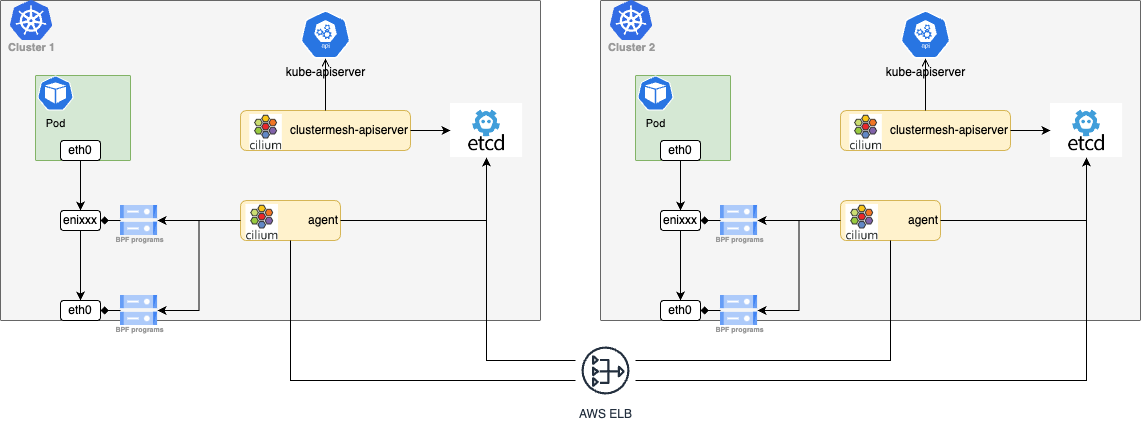 Cluster 1
api
kube-apiserver
Pod
eth0
cilium
clustermesh-apiserver
etcd
enixxx
BPF programs
cilium
agent
eth0
BPF programs
Cluster 2
api
kube-apiserver
Pod
eth0
cilium
clustermesh-apiserver
etcd
enixxx
BPF programs
cilium
agent
eth0
BPF programs
AWS ELB